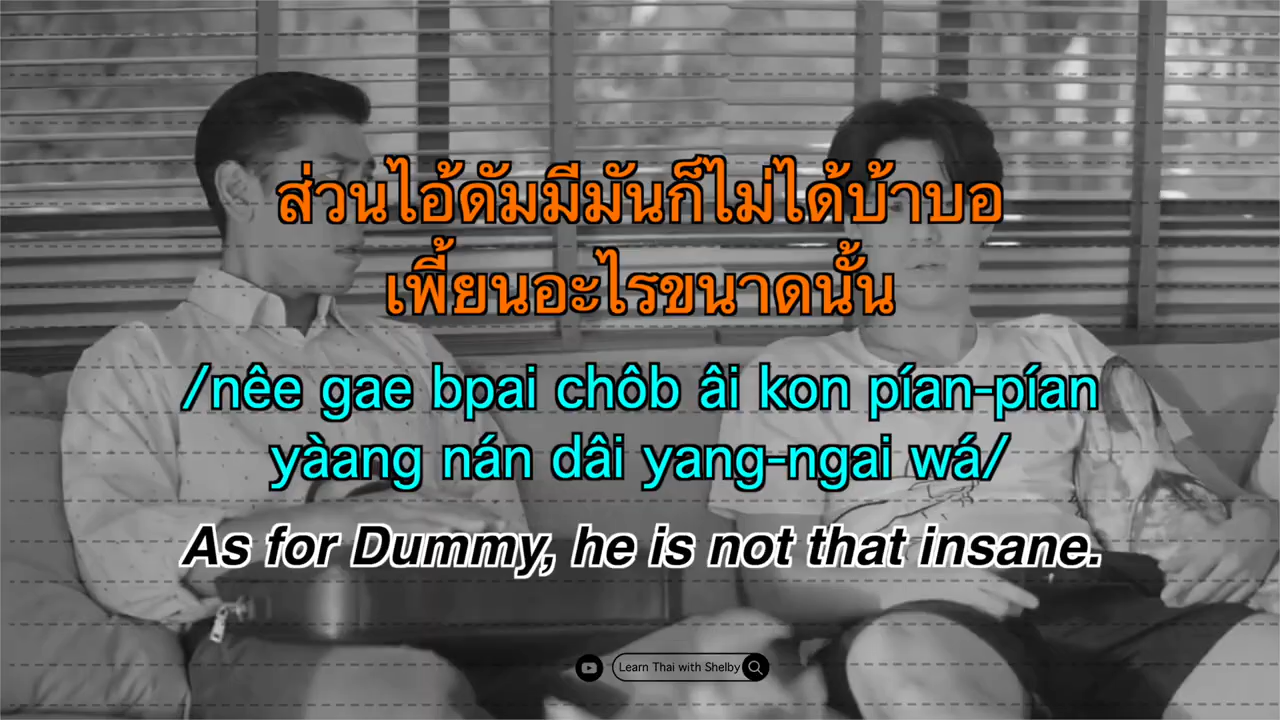 ส่วนไอ้ดัมมีมันก็ไม่ได้บ้าบอ
เพี้ยนอะไรขนาดนั้น
/nêe gae bpai chôb âi kon pían-pían
yàang nán dâi yang-ngai wá/
As for Dummy, he is not that insane.
Learn Thai with Shelby